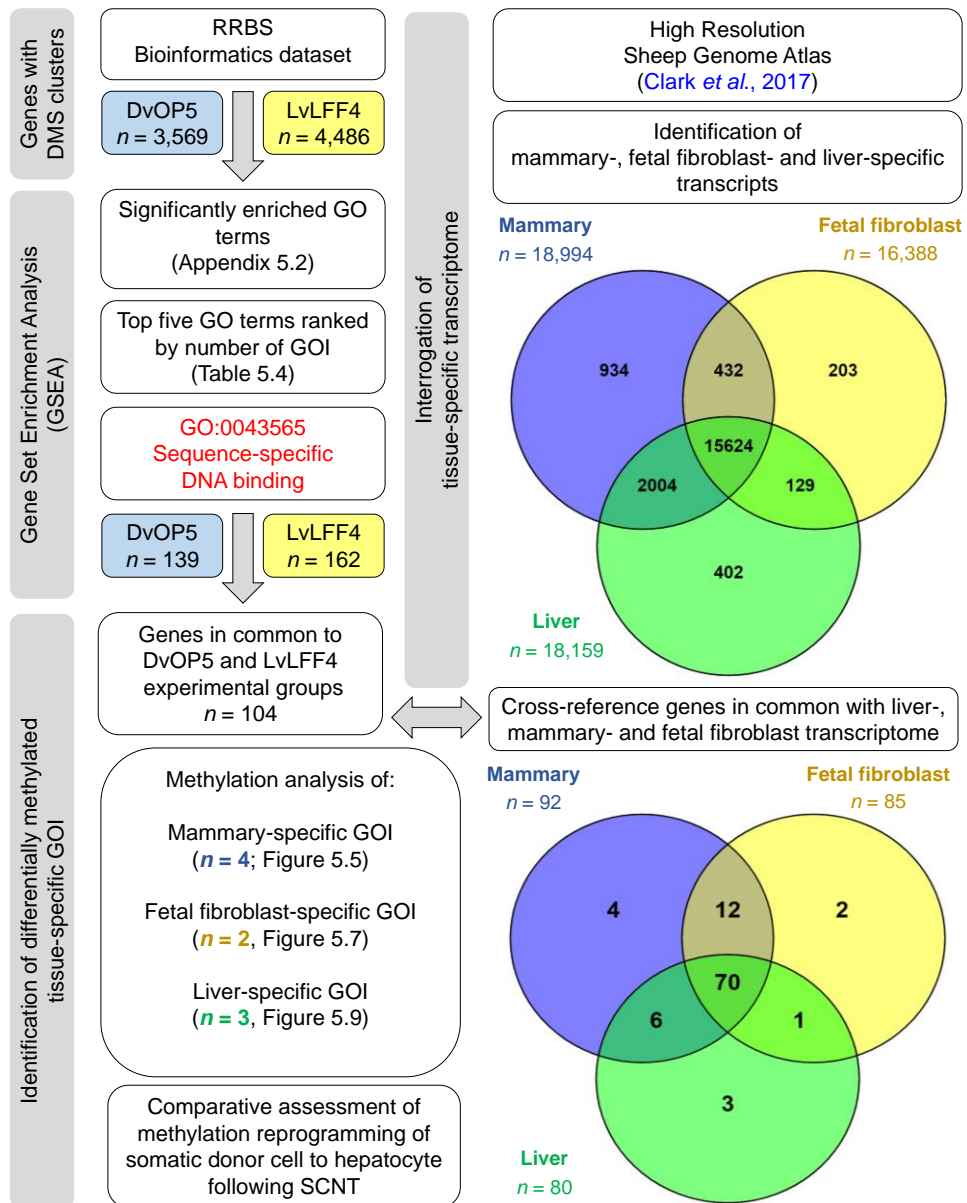 Genes with
DMS clusters
RRBS
Bioinformatics dataset
DvOP5
n = 3,569
LvLFF4
n = 4,486
Gene Set Enrichment Analysis
(GSEA)
Significantly enriched GO
terms
(Appendix 5.2)
Top five GO terms ranked
by number of GOI
(Table 5.4)
GO:0043565
Sequence-specific
DNA binding
DvOP5
n = 139
LvLFF4
n = 162
Identification of differentially methylated
tissue-specific GOI
Genes in common to
DvOP5 and LvLFF4
experimental groups
n = 104
Methylation analysis of:
Mammary-specific GOI
(n = 4; Figure 5.5)
Fetal fibroblast-specific GOI
(n = 2, Figure 5.7)
Liver-specific GOI
(n = 3, Figure 5.9)
Comparative assessment of
methylation reprogramming of
somatic donor cell to hepatocyte
following SCNT
Interrogation of
tissue-specific transcriptome
High Resolution
Sheep Genome Atlas
(Clark et al., 2017)
Identification of
mammary-, fetal fibroblast- and liver-specific
transcripts
Mammary
n = 18,994
Fetal fibroblast
n = 16,388
934
432
203
15624
2004
129
402
Liver
n = 18,159
Cross-reference genes in common with liver-,
mammary- and fetal fibroblast transcriptome
Mammary
n = 92
Fetal fibroblast
n = 85
4
12
2
70
6
1
3
Liver
n = 80